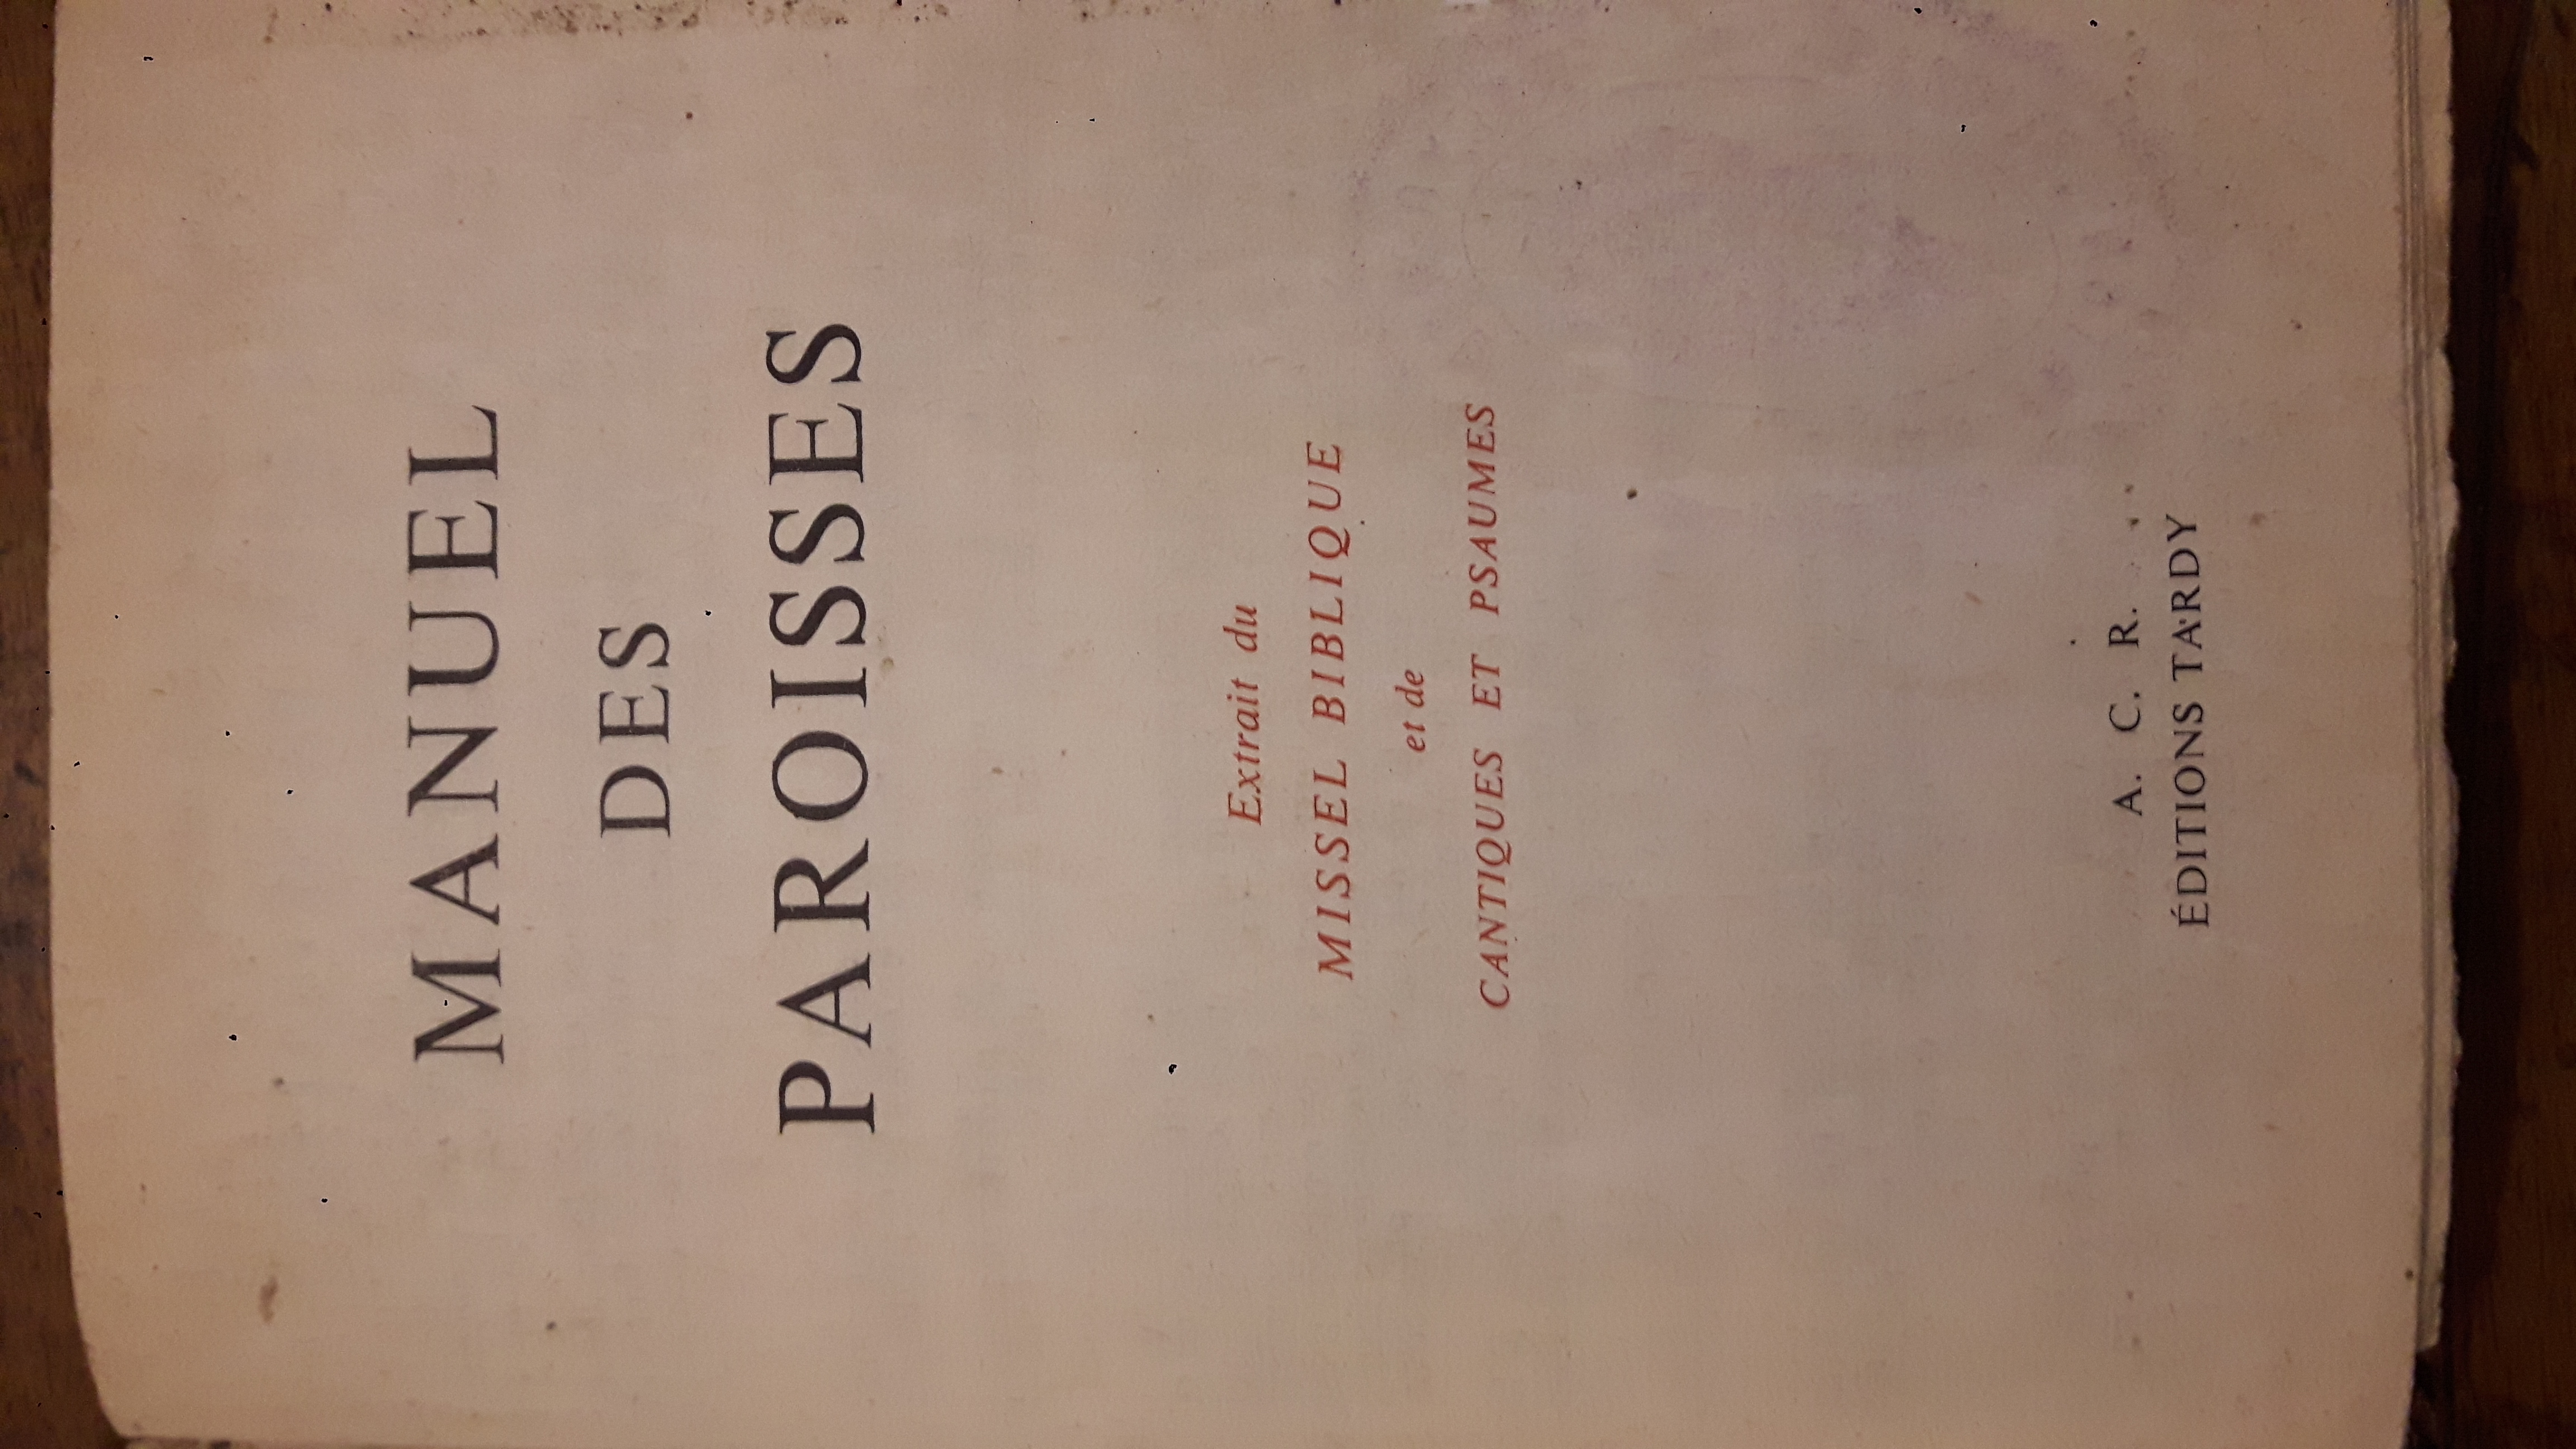 MANUEL
DES
PAROISSES
Extrait du
MISSEL BIBLIQUE
et de
CANTIQUES ET PSAUMES
A. C. R.
ÉDITIONS TARDY